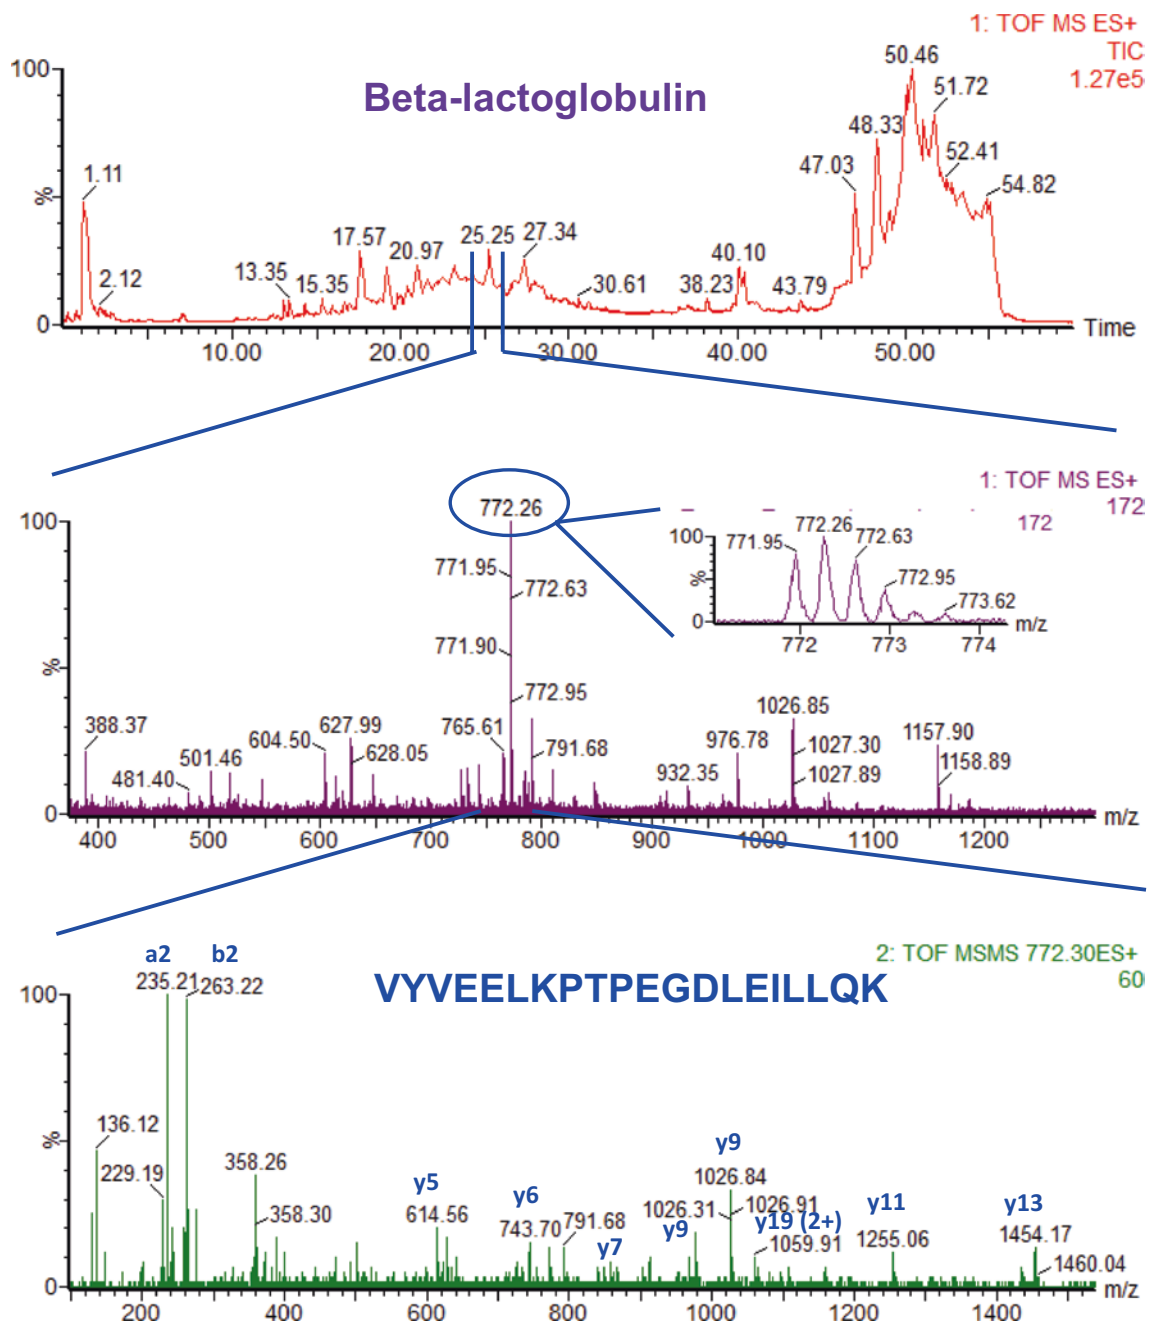 1: TOF MS ES+
TIC
1.27e5
Beta-lactoglobulin
100
%
0
1.11
2.12
13.35
15.35
17.57
20.97
25.25
27.34
30.61
38.23
40.10
43.79
47.03
48.33
50.46
51.72
52.41
54.82
10.00 20.00 30.00 40.00 50.00
Time
1: TOF MS ES+
172
172
100
%
0
388.37
481.40
501.46
604.50
627.99
628.05
765.61
772.26
771.95
772.63
771.90
772.95
791.68
932.35
976.78
1026.85
1027.30
1027.89
1157.90
1158.89
400 500 600 700 800 900 1000 1100 1200
m/z
100
%
0
771.95
772.26
772.63
772.95
773.62
772 773 774
m/z
2: TOF MSMS 772.30ES+
60
VYVEELKPTPEGDLEILLQK
100
%
0
a2
b2
235.21
263.22
136.12
229.19
358.26
358.30
y5
614.56
y6
743.70
791.68
y7
y9
1026.84
1026.31
1026.91
y9
y19 (2+)
1059.91
y11
1255.06
y13
1454.17
1460.04
200 400 600 800 1000 1200 1400
m/z